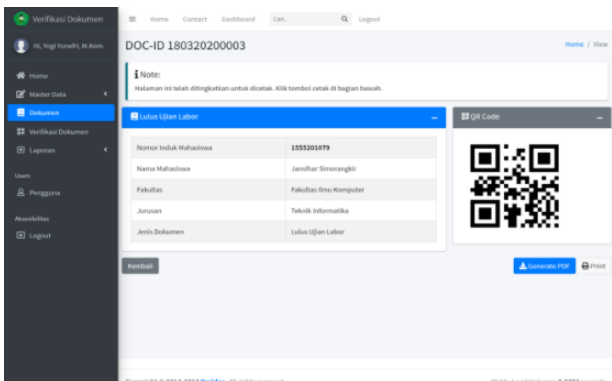 Verifikasi Dokumen
Home Contact Dashboard Cari.. Logout
Hi, Yogi Yunefri, M.Kom
DOC-ID 180320200003
Home / View
Home
Master Data
Dokumen
Verifikasi Dokumen
Laporan
Users
Pengguna
Aksesibilitas
Logout
Note:
Halaman ini telah ditingkatkan untuk dicetak. Klik tombol cetak di bagian bawah.
Lulus Ujian Labor
QR Code
Nomor Induk Mahasiswa 1555201079
Nama Mahasiswa Jamithar Simorangkir
Fakultas Fakultas Ilmu Komputer
Jurusan Teknik Informatika
Jenis Dokumen Lulus Ujian Labor
Kembali
Generate PDF
Print